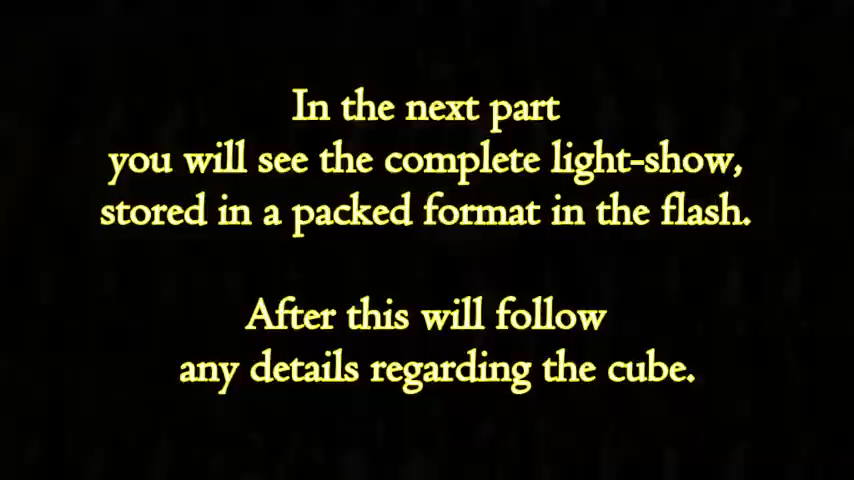 In the next part
you will see the complete light-show,
stored in a packed format in the flash.
After this will follow
any details regarding the cube.